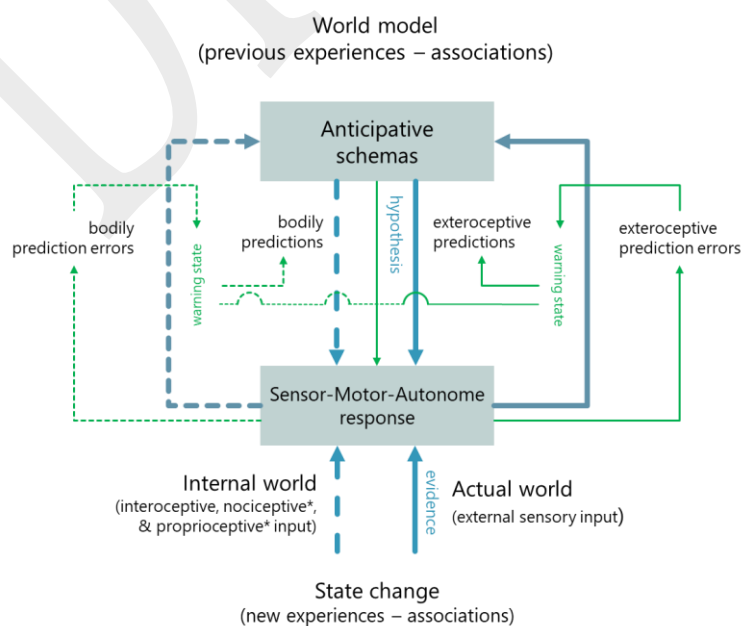 World model
(previous experiences – associations)
Anticipative
schemas
hypothesis
bodily
prediction errors
warning state
bodily
predictions
exteroceptive
predictions
warning state
exteroceptive
prediction errors
Sensor-Motor-Autonome
response
Internal world
(interoceptive, nociceptive*,
& proprioceptive* input)
evidence
Actual world
(external sensory input)
State change
(new experiences – associations)